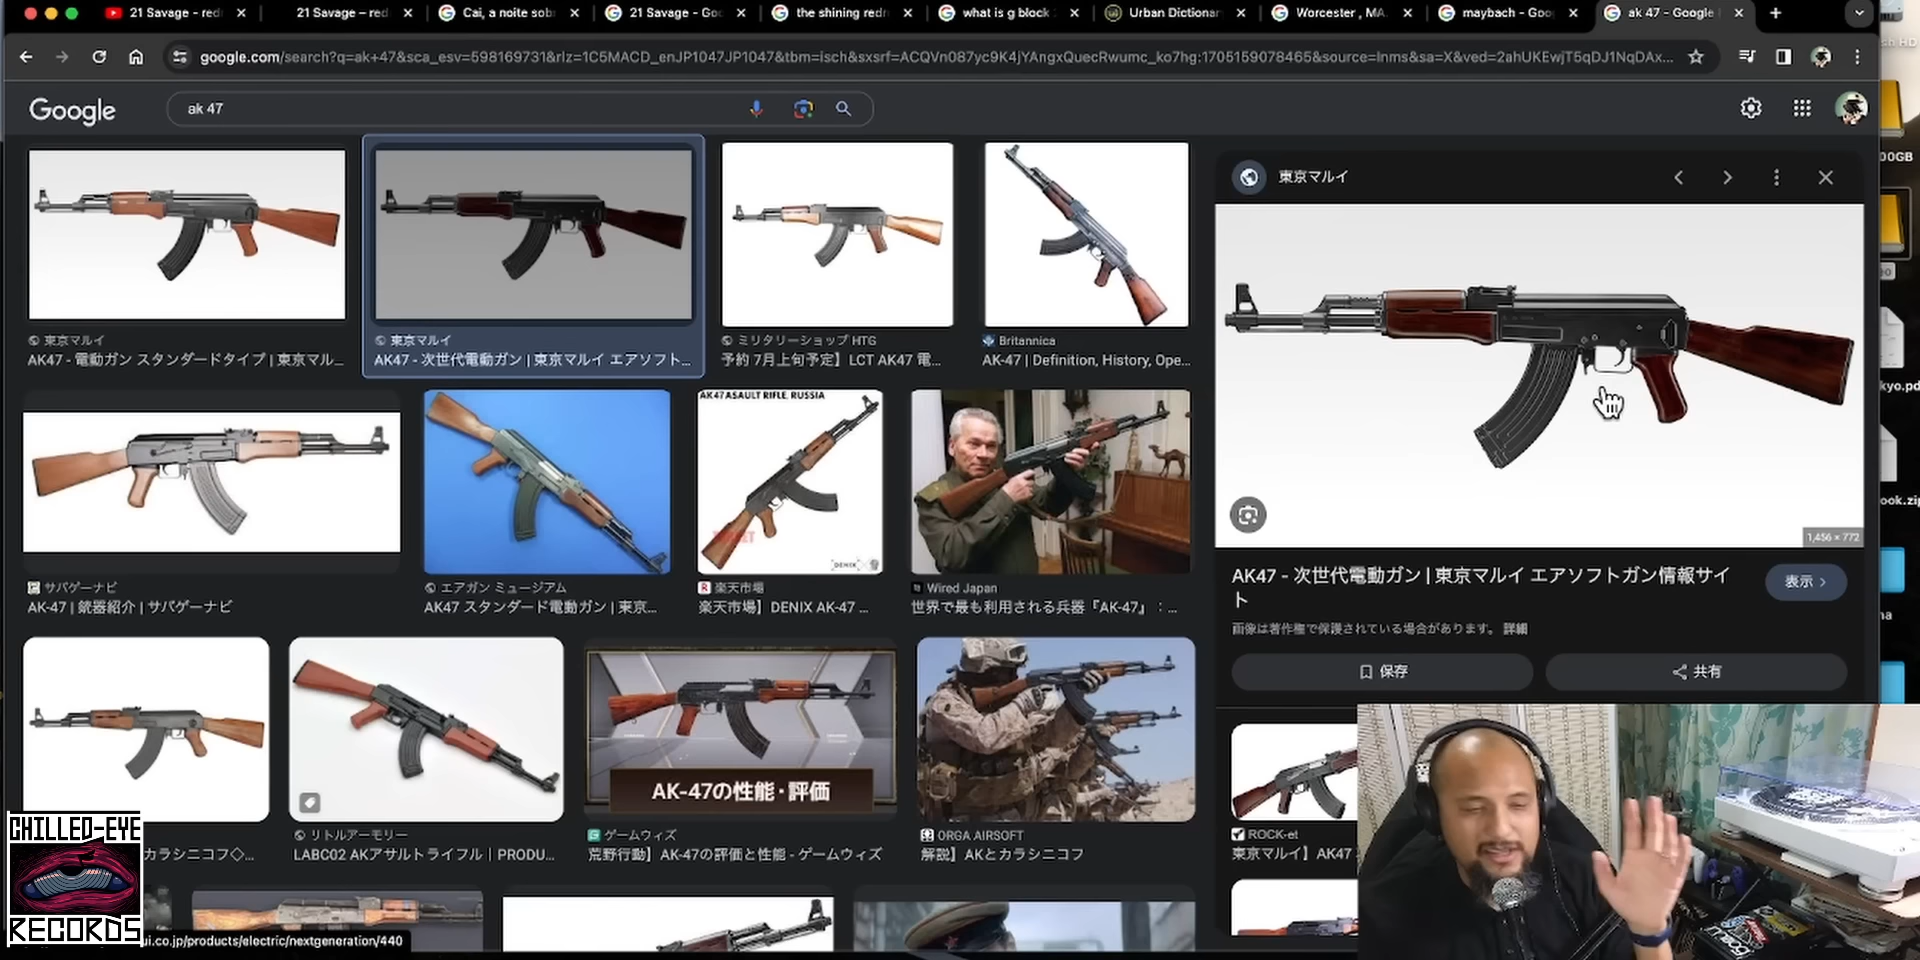 21 Savage - red
21 Savage – red
Cai, a noite sob
21 Savage - Goo
the shining redr
what is g block
Urban Dictionar
Worcester , MA
maybach - Goog
ak 47 - Google
google.com/search?q=ak+47&sca_esv=598169731&rlz=1C5MACD_enJP1047JP1047&tbm=isch&sxsrf=ACQVn087yc9K4jYAngxQuecRwumc_ko7hg:1705159078465&source=lnms&sa=X&ved=2ahUKEwjT5qDJ1NqDAx...
Google
ak 47
00GB
東京マルイ
東京マルイ
AK47 - 電動ガン スタンダードタイプ | 東京マル...
東京マルイ
AK47 - 次世代電動ガン | 東京マルイ エアソフト...
ミリタリーショップ HTG
予約 7月上旬予定】LCT AK47 電...
Britannica
AK-47 | Definition, History, Ope...
kyo.pd
AK47 ASAULT RIFLE, RUSSIA
DENIX
ook.zip
1,456 × 772
サバゲーナビ
AK-47 | 銃器紹介 | サバゲーナビ
エアガン ミュージアム
AK47 スタンダード電動ガン | 東京...
楽天市場
楽天市場】DENIX AK-47 ...
Wired Japan
世界で最も利用される兵器『AK-47』：...
AK47 - 次世代電動ガン | 東京マルイ エアソフトガン情報サイ
ト
表示
画像は著作権で保護されている場合があります。 詳細
保存
共有
AK-47の性能・評価
CHILLED-EYE
RECORDS
カラシニコフ◇...
リトルアーモリー
LABC02 AKアサルトライフル｜PRODU...
ゲームウィズ
荒野行動】AK-47の評価と性能 - ゲームウィズ
ORGA AIRSOFT
解説】AKとカラシニコフ
ROCK-et
東京マルイ】AK47
ui.co.jp/products/electric/nextgeneration/440